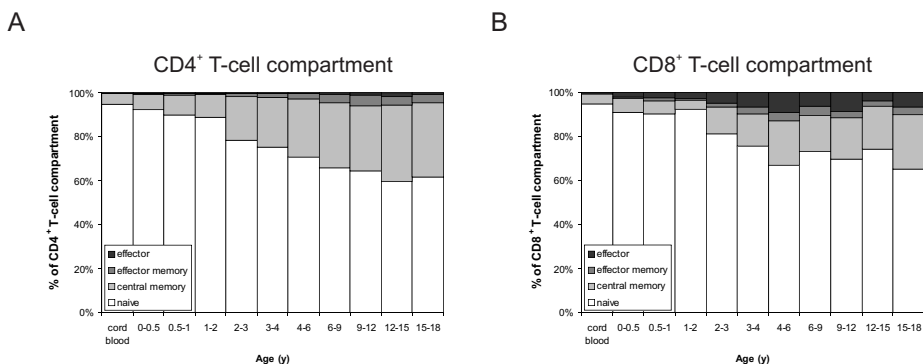 A
CD4+ T-cell compartment
% of CD4+ T-cell compartment
100%
80%
60%
40%
20%
0%
effector
effector memory
central memory
naive
cord blood
0-0.5
0.5-1
1-2
2-3
3-4
4-6
6-9
9-12
12-15
15-18
Age (y)
B
CD8+ T-cell compartment
% of CD8+ T-cell compartment
100%
80%
60%
40%
20%
0%
effector
effector memory
central memory
naive
cord blood
0-0.5
0.5-1
1-2
2-3
3-4
4-6
6-9
9-12
12-15
15-18
Age (y)